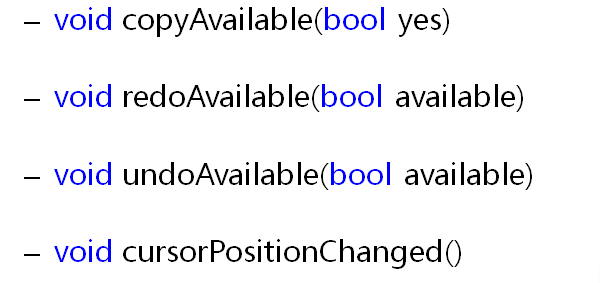 – void copyAvailable(bool yes)
– void redoAvailable(bool available)
– void undoAvailable(bool available)
– void cursorPositionChanged()